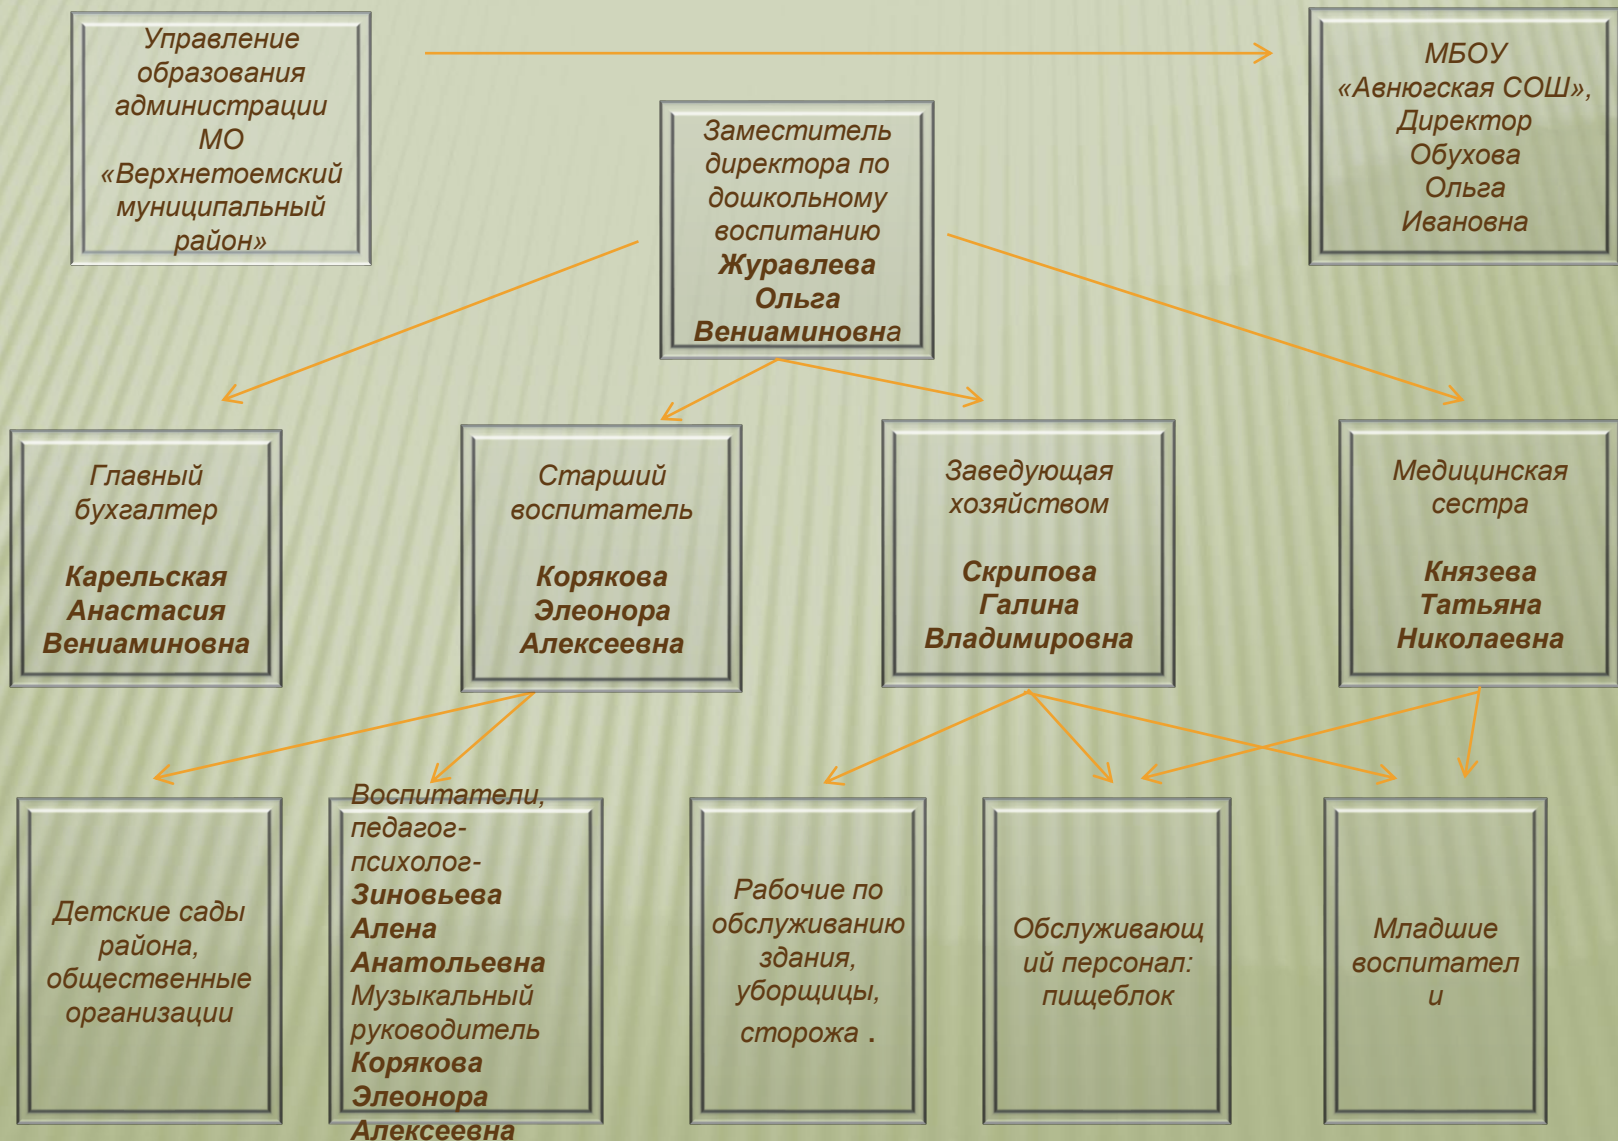 Управление
образования
администрации
МО
«Верхнетоемский
муниципальный
район»
МБОУ
«Авнюгская СОШ»,
Директор
Обухова
Ольга
Ивановна
Заместитель
директора по
дошкольному
воспитанию
Журавлева
Ольга
Вениаминовна
Главный
бухгалтер
Карельская
Анастасия
Вениаминовна
Старший
воспитатель
Корякова
Элеонора
Алексеевна
Заведующая
хозяйством
Скрипова
Галина
Владимировна
Медицинская
сестра
Князева
Татьяна
Николаевна
Детские сады
района,
общественные
организации
Воспитатели,
педагог-
психолог-
Зиновьева
Алена
Анатольевна
Музыкальный
руководитель
Корякова
Элеонора
Алексеевна
Рабочие по
обслуживанию
здания,
уборщицы,
сторожа .
Обслуживающ
ий персонал:
пищеблок
Младшие
воспитател
и